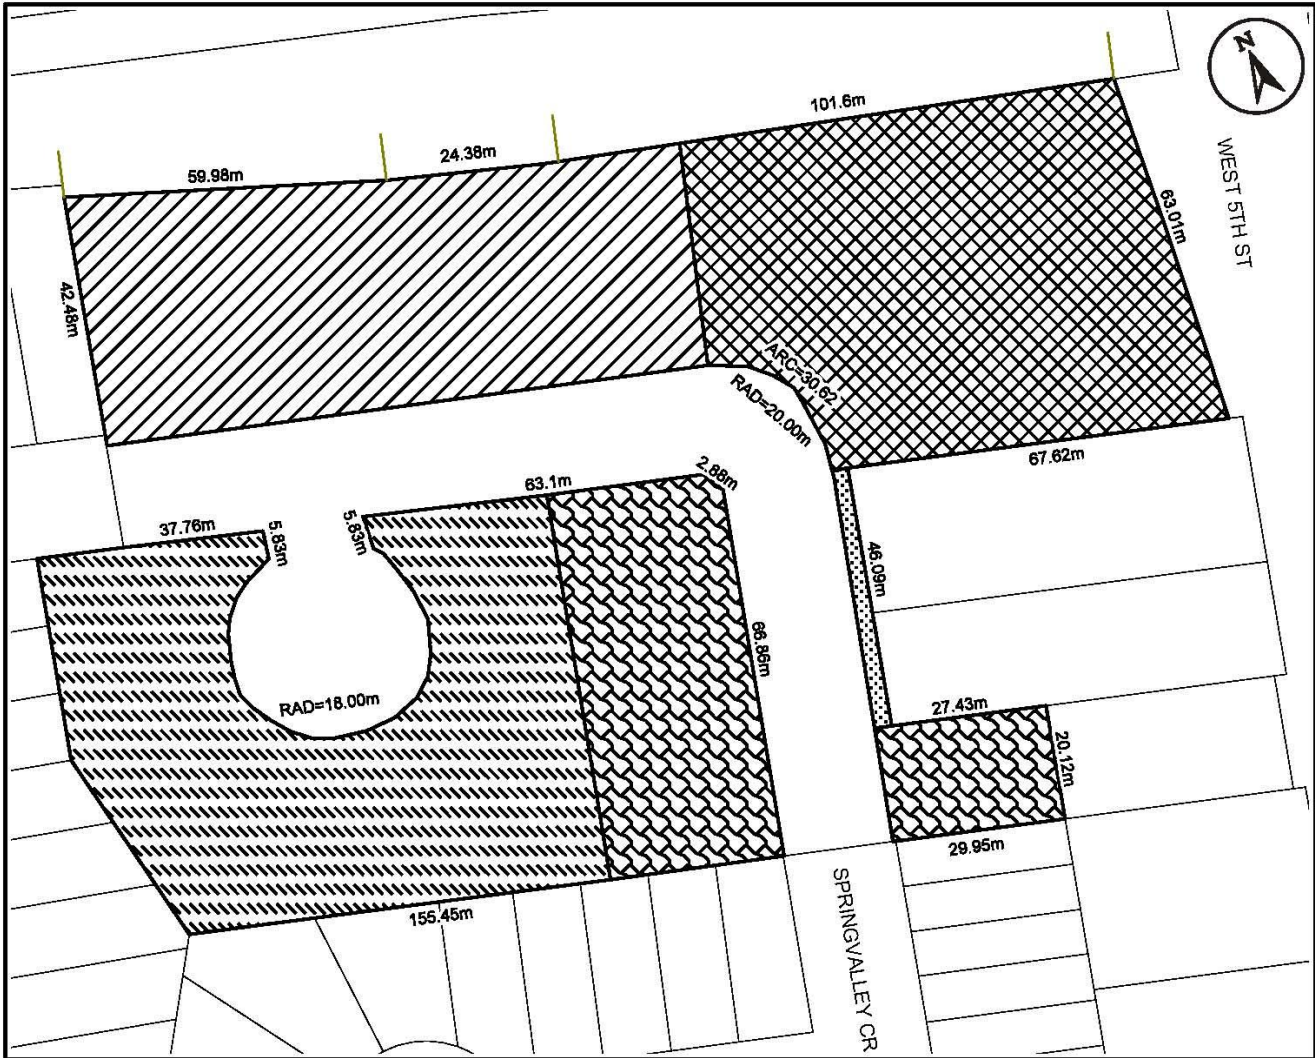 101.6m
24.38m
59.98m
WEST 5TH ST
63.01m
42.48m
ARC=30.62
RAD=20.00m
67.62m
2.88m
63.1m
37.76m
5.83m
5.83m
46.09m
66.86m
RAD=18.00m
27.43m
20.12m
29.95m
155.45m
SPRINGVALLEY CR
N